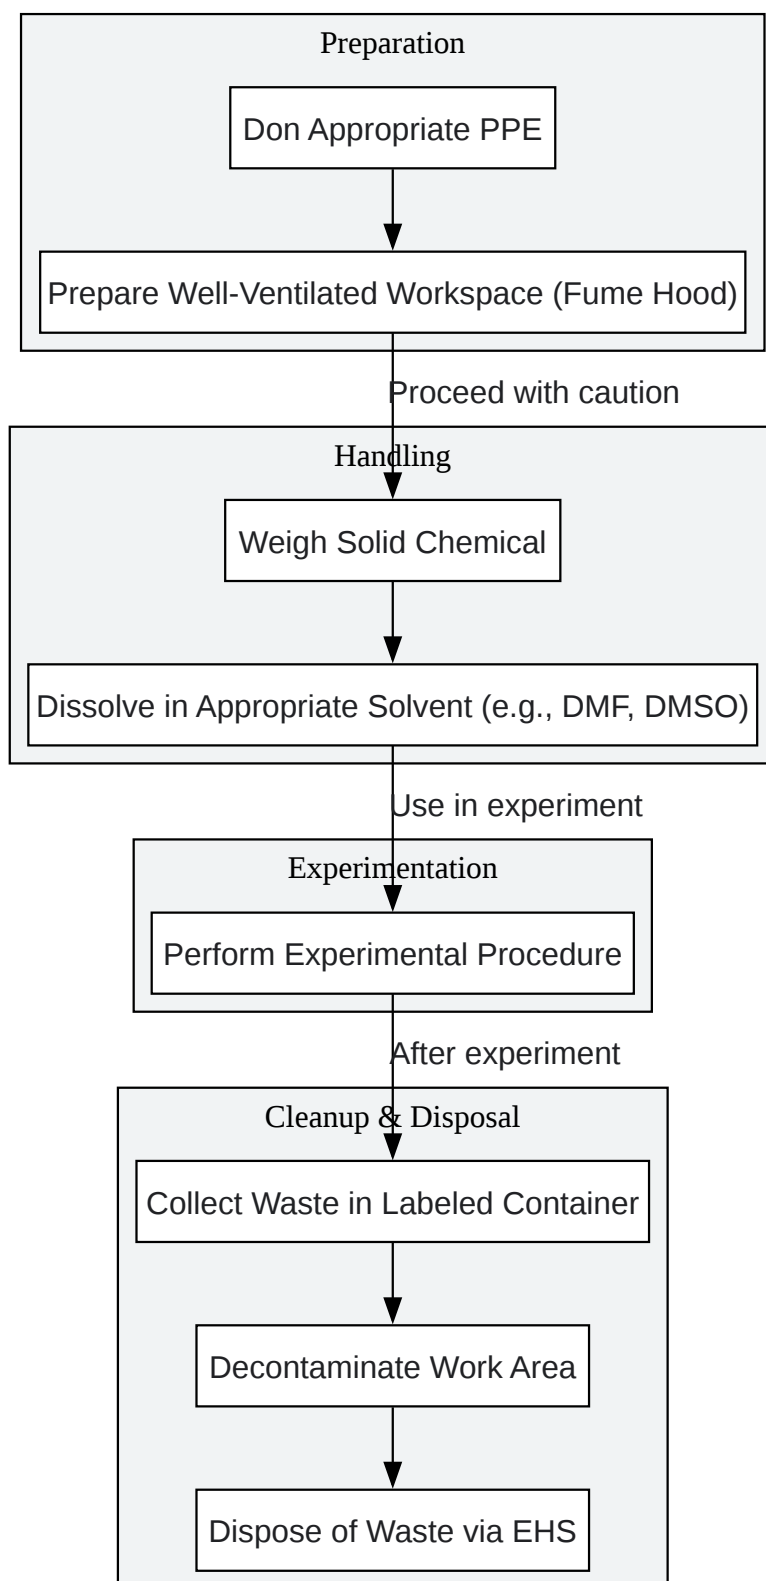 Preparation
Don Appropriate PPE
Prepare Well-Ventilated Workspace (Fume Hood)
Proceed with caution
Handling
Weigh Solid Chemical
Dissolve in Appropriate Solvent (e.g., DMF, DMSO)
Use in experiment
Experimentation
Perform Experimental Procedure
After experiment
Cleanup & Disposal
Collect Waste in Labeled Container
Decontaminate Work Area
Dispose of Waste via EHS